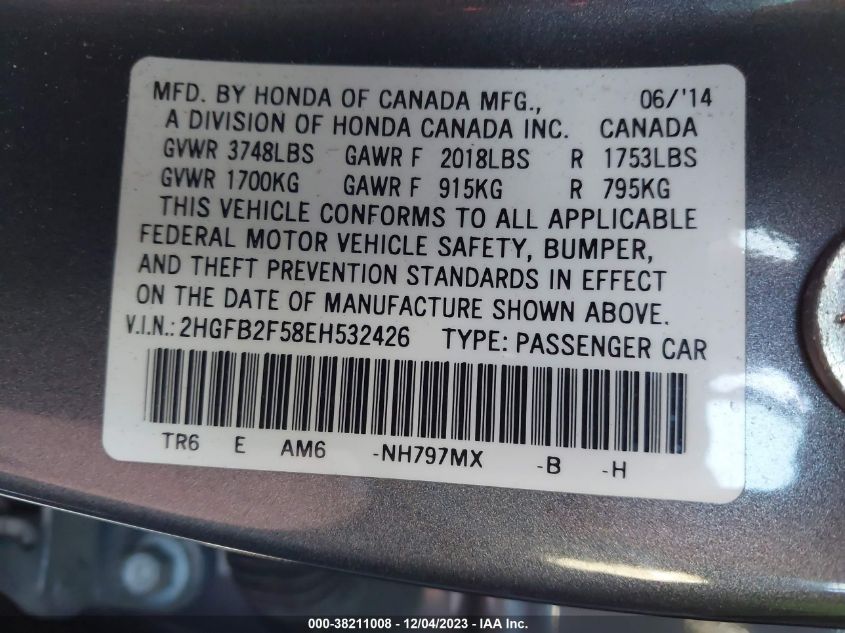 MFD. BY HONDA OF CANADA MFG., 06/'14
A DIVISION OF HONDA CANADA INC. CANADA
GVWR 3748LBS GAWR F 2018LBS R 1753LBS
GVWR 1700KG GAWR F 915KG R 795KG
THIS VEHICLE CONFORMS TO ALL APPLICABLE
FEDERAL MOTOR VEHICLE SAFETY, BUMPER,
AND THEFT PREVENTION STANDARDS IN EFFECT
ON THE DATE OF MANUFACTURE SHOWN ABOVE.
V.I.N.: 2HGFB2F58EH532426 TYPE: PASSENGER CAR
TR6 E AM6 -NH797MX -B -H
000-38211008 - 12/04/2023 - IAA Inc.